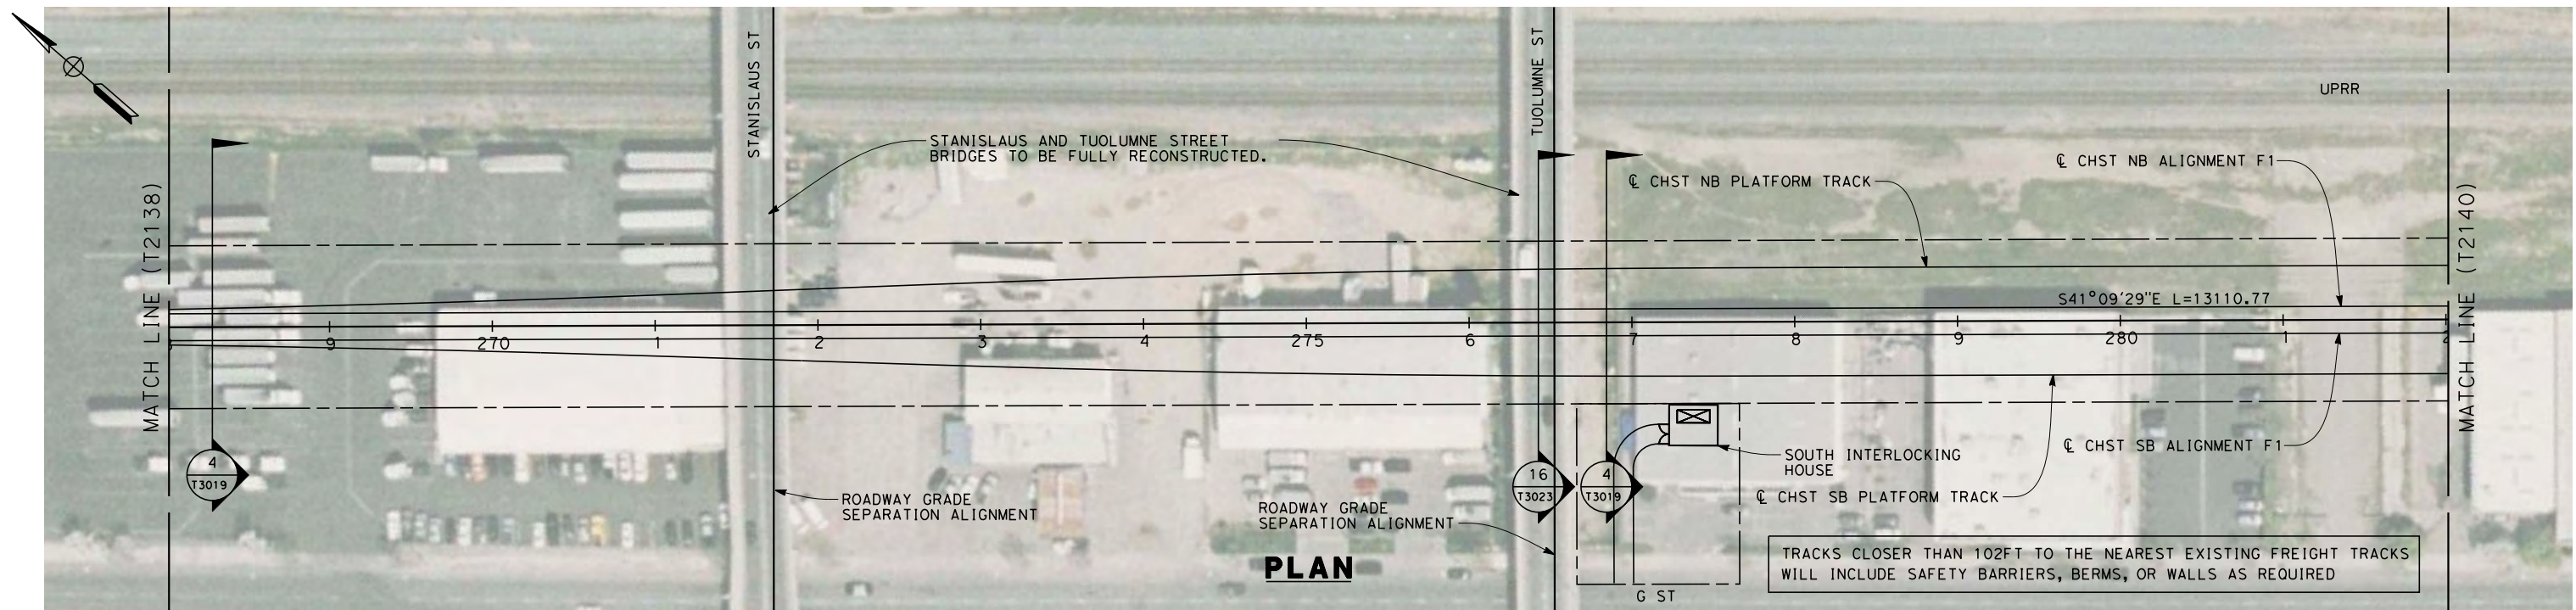 STANISLAUS ST
TUOLUMNE ST
UPRR
STANISLAUS AND TUOLUMNE STREET
BRIDGES TO BE FULLY RECONSTRUCTED.
℄ CHST NB PLATFORM TRACK
℄ CHST NB ALIGNMENT F1
MATCH LINE (T2138)
MATCH LINE (T2140)
S41°09'29"E L=13110.77
9
270
1
2
3
4
275
6
7
8
9
280
1
℄ CHST SB ALIGNMENT F1
SOUTH INTERLOCKING
HOUSE
℄ CHST SB PLATFORM TRACK
4
T3019
16
T3023
4
T3019
ROADWAY GRADE
SEPARATION ALIGNMENT
ROADWAY GRADE
SEPARATION ALIGNMENT
PLAN
TRACKS CLOSER THAN 102FT TO THE NEAREST EXISTING FREIGHT TRACKS
WILL INCLUDE SAFETY BARRIERS, BERMS, OR WALLS AS REQUIRED
G ST